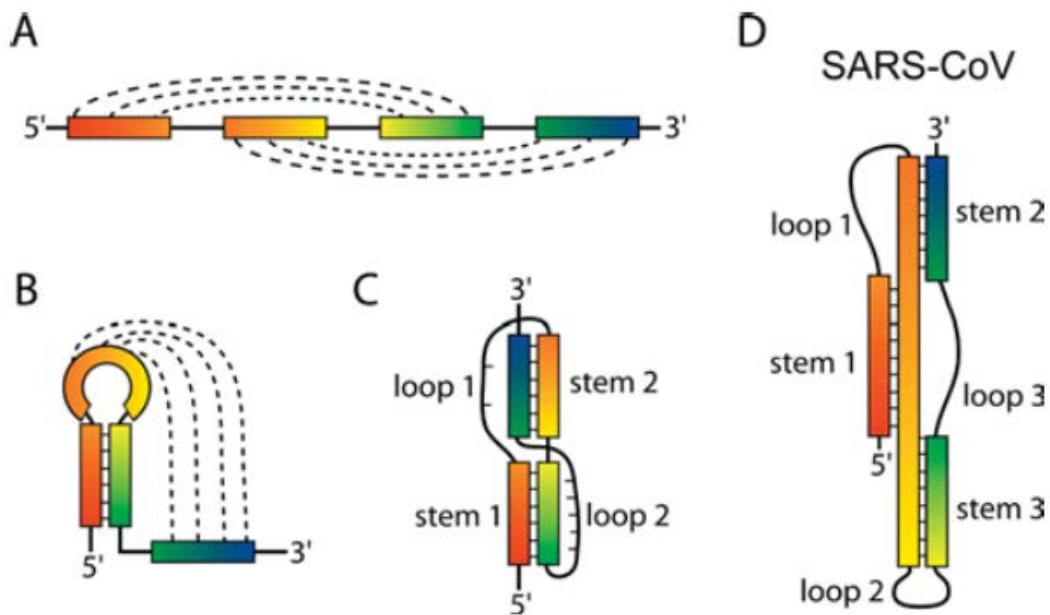 A
5' 3'
B
5' 3'
C
3'
loop 1 stem 2
stem 1 loop 2
5'
D
SARS-CoV
3'
loop 1 stem 2
stem 1
loop 3
5'
stem 3
loop 2